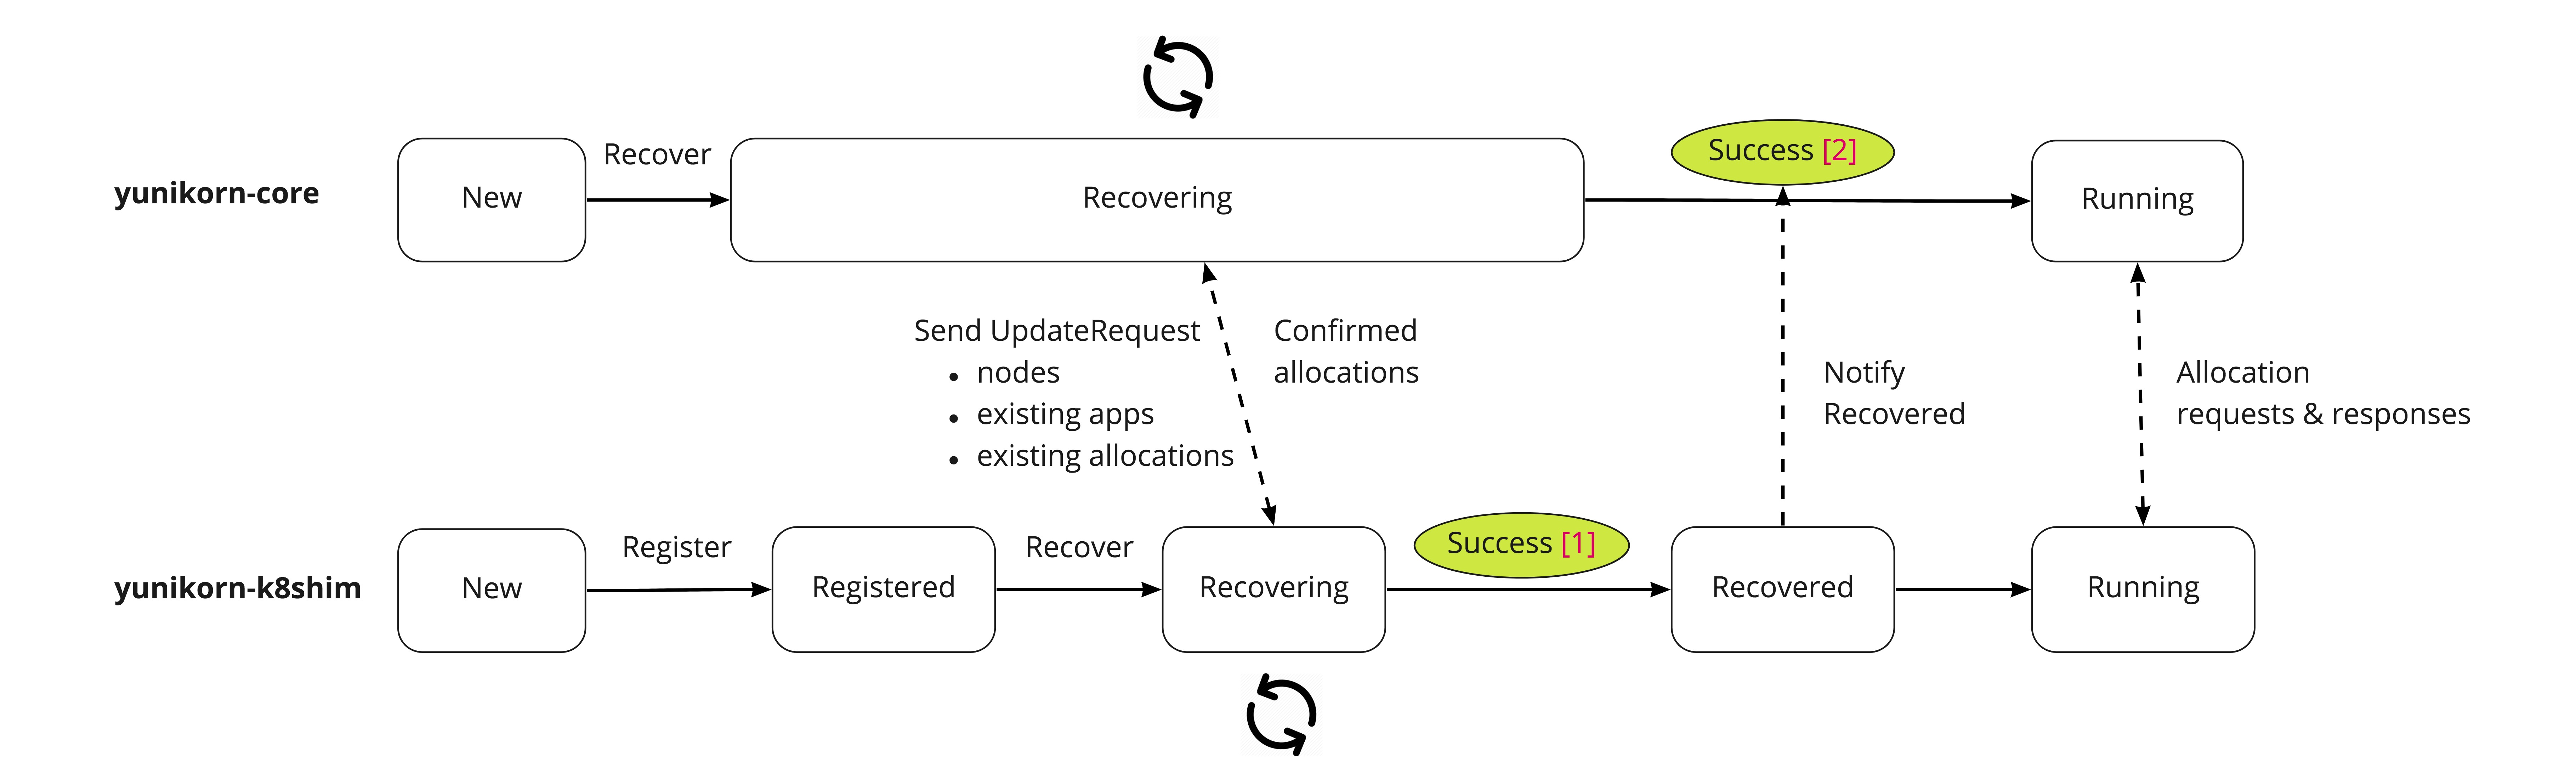 Recover
Success [2]
yunikorn-core
New
Recovering
Running
Send UpdateRequest
• nodes
• existing apps
• existing allocations
Confirmed
allocations
Notify
Recovered
Allocation
requests & responses
Register
Recover
Success [1]
yunikorn-k8shim
New
Registered
Recovering
Recovered
Running